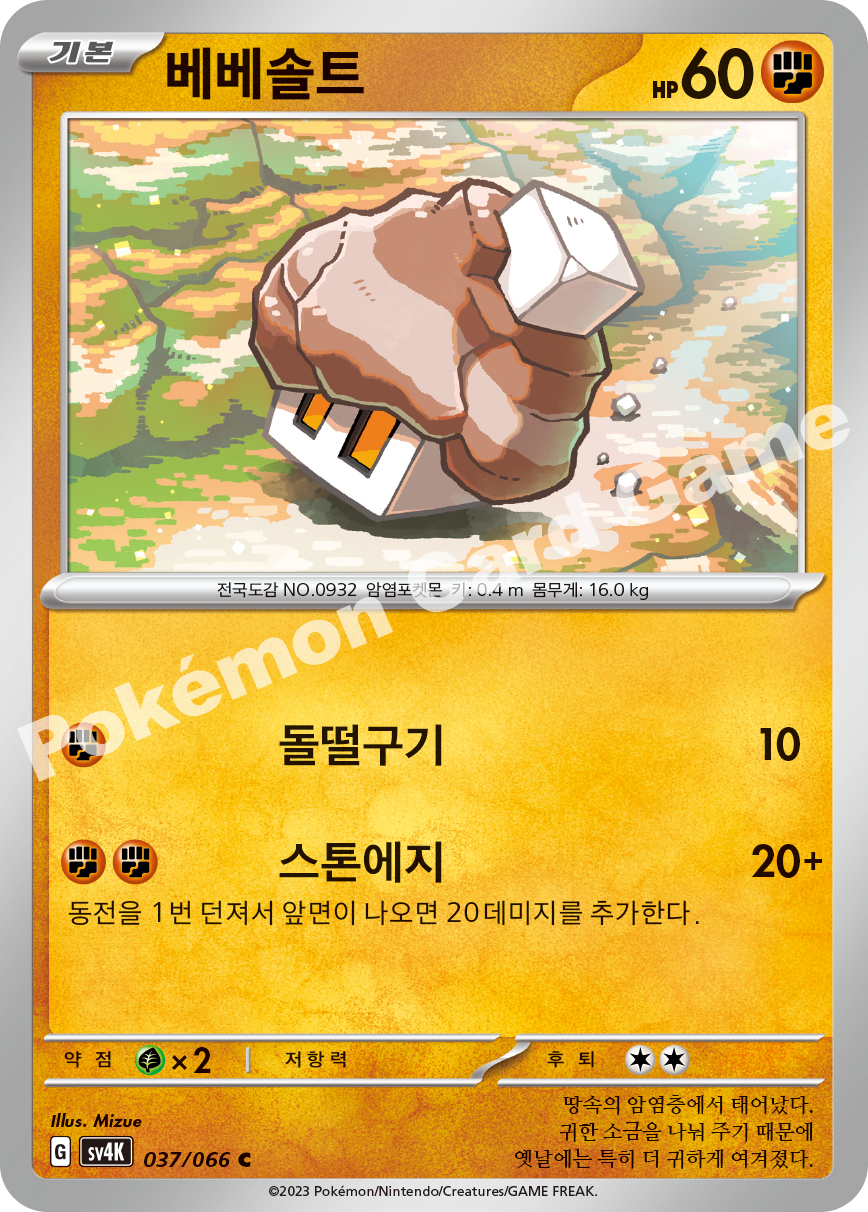 기본
베베솔트
HP60
전국도감 NO.0932 암염포켓몬 키: 0.4 m 몸무게: 16.0 kg
Pokémon Card Game
돌떨구기 10
스톤에지 20+
동전을 1번 던져서 앞면이 나오면 20데미지를 추가한다.
약점 ×2 저항력 후퇴
땅속의 암염층에서 태어났다.
귀한 소금을 나눠 주기 때문에
옛날에는 특히 더 귀하게 여겨졌다.
Illus. Mizue
G sv4K 037/066 C
©2023 Pokémon/Nintendo/Creatures/GAME FREAK.